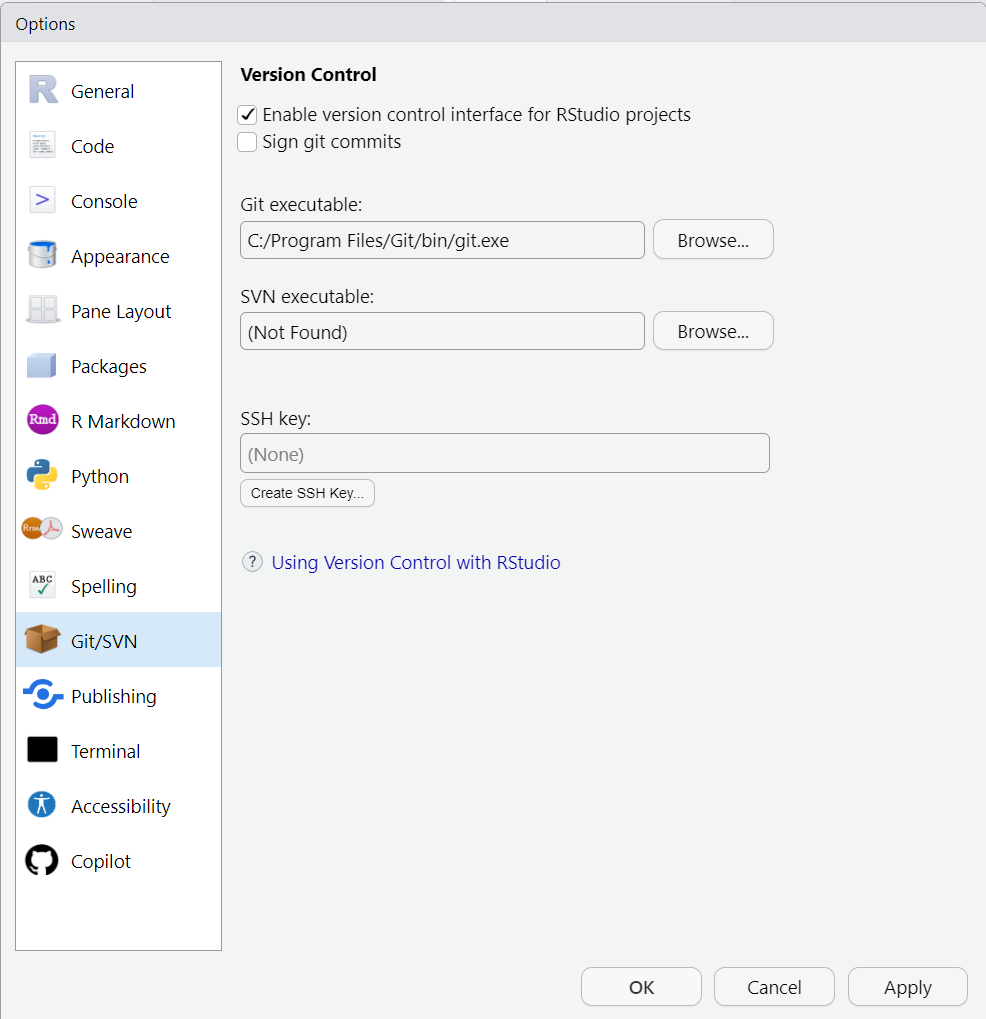 Options
General
Code
Console
Appearance
Pane Layout
Packages
Rmd R Markdown
Python
Rnw Sweave
ABC Spelling
Git/SVN
Publishing
Terminal
Accessibility
Copilot
Version Control
Enable version control interface for RStudio projects
Sign git commits
Git executable:
C:/Program Files/Git/bin/git.exe Browse...
SVN executable:
(Not Found) Browse...
SSH key:
(None)
Create SSH Key...
? Using Version Control with RStudio
OK Cancel Apply